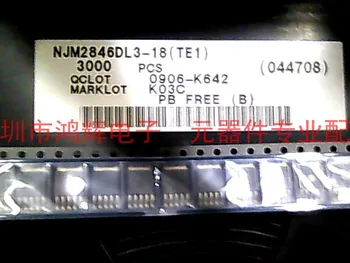 NJM2846DL3-18(TE1)
3000 PCS
(044708)
QCLOT 0906-K642
MARKLOT K03C
PB FREE (B)
圳市鸿辉电子 元器件专业配